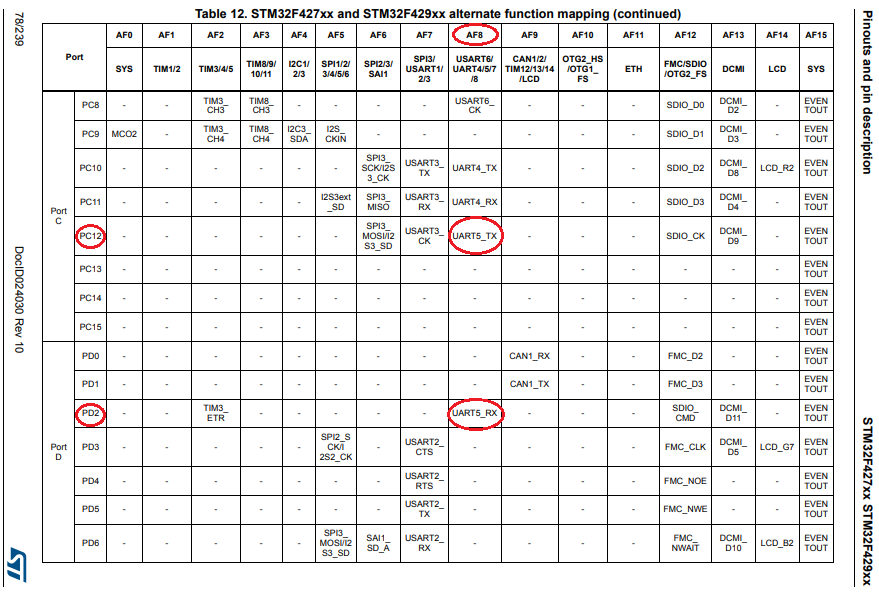 Table 12. STM32F427xx and STM32F429xx alternate function mapping (continued)
78/239
Pinouts and pin description
Port AF0 AF1 AF2 AF3 AF4 AF5 AF6 AF7 AF8 AF9 AF10 AF11 AF12 AF13 AF14 AF15
SYS TIM1/2 TIM3/4/5 TIM8/9/10/11 I2C1/2/3 SPI1/2/3/4/5/6 SPI2/3/SAI1 SPI3/USART1/2/3 USART6/UART4/5/7/8 CAN1/2/TIM12/13/14/LCD OTG2_HS/OTG1_FS ETH FMC/SDIO/OTG2_FS DCMI LCD SYS
Port C
PC8 - - TIM3_CH3 TIM8_CH3 - - - - USART6_CK - - - SDIO_D0 DCMI_D2 - EVENTOUT
PC9 MCO2 - TIM3_CH4 TIM8_CH4 I2C3_SDA I2S_CKIN - - - - - - SDIO_D1 DCMI_D3 - EVENTOUT
PC10 - - - - - - SPI3_SCK/I2S3_CK USART3_TX UART4_TX - - - SDIO_D2 DCMI_D8 LCD_R2 EVENTOUT
PC11 - - - - - I2S3ext_SD SPI3_MISO USART3_RX UART4_RX - - - SDIO_D3 DCMI_D4 - EVENTOUT
PC12 - - - - - - SPI3_MOSI/I2S3_SD USART3_CK UART5_TX - - - SDIO_CK DCMI_D9 - EVENTOUT
PC13 - - - - - - - - - - - - - - - EVENTOUT
PC14 - - - - - - - - - - - - - - - EVENTOUT
PC15 - - - - - - - - - - - - - - - EVENTOUT
Port D
PD0 - - - - - - - - - CAN1_RX - - FMC_D2 - - EVENTOUT
PD1 - - - - - - - - - CAN1_TX - - FMC_D3 - - EVENTOUT
PD2 - - TIM3_ETR - - - - - UART5_RX - - - SDIO_CMD DCMI_D11 - EVENTOUT
PD3 - - - - - SPI2_SCK/I2S2_CK - USART2_CTS - - - - FMC_CLK DCMI_D5 LCD_G7 EVENTOUT
PD4 - - - - - - - USART2_RTS - - - - FMC_NOE - - EVENTOUT
PD5 - - - - - - - USART2_TX - - - - FMC_NWE - - EVENTOUT
PD6 - - - - - SPI3_MOSI/I2S3_SD SAI1_SD_A USART2_RX - - - - FMC_NWAIT DCMI_D10 LCD_B2 EVENTOUT
DocID024030 Rev 10
STM32F427xx STM32F429xx
ST